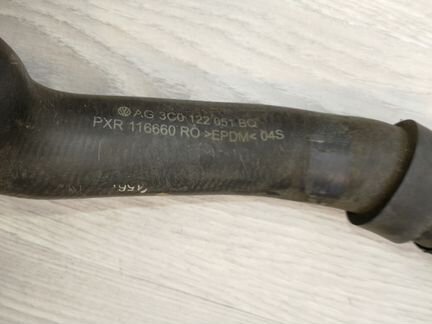 AG 3C0 122 051 BQ
PXR 116660 RO >EPDM< 04S